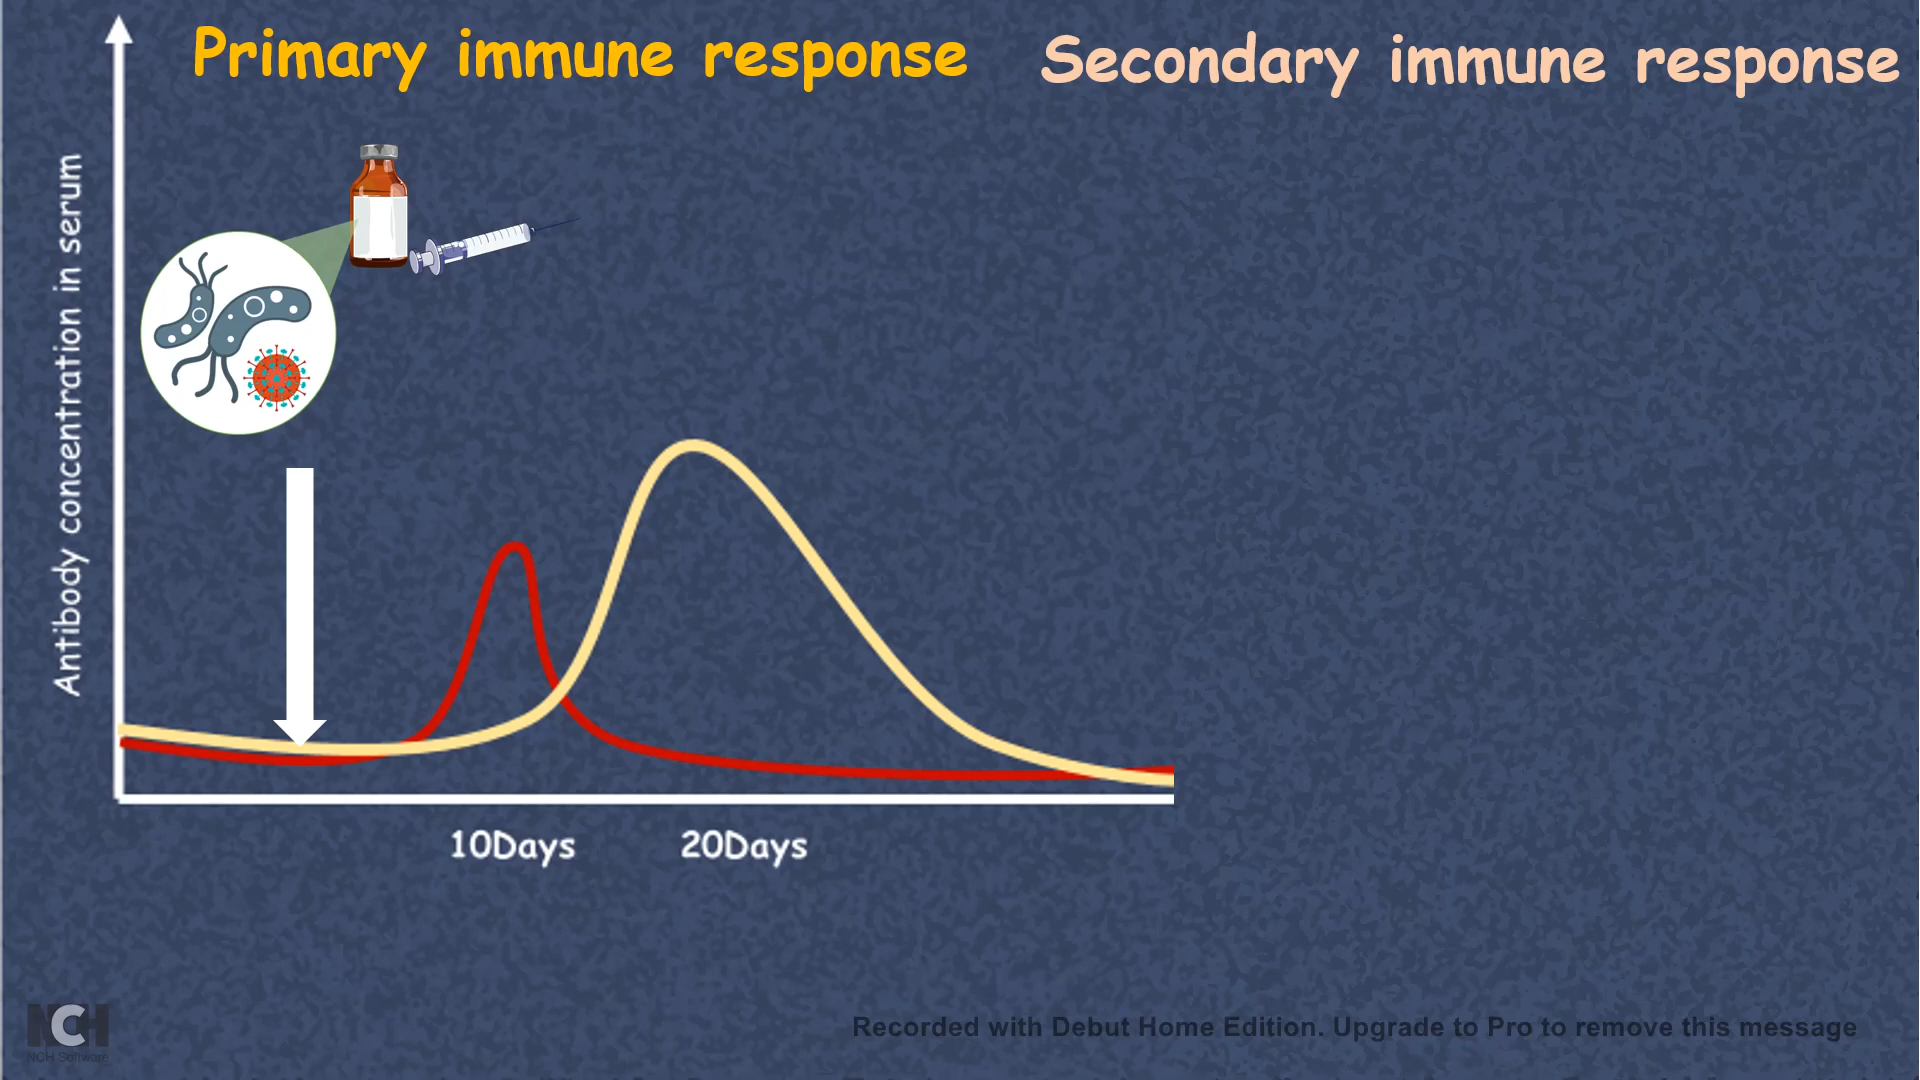 Primary immune response
Secondary immune response
Antibody concentration in serum
10Days
20Days
NCH
NCH Software
Recorded with Debut Home Edition. Upgrade to Pro to remove this message